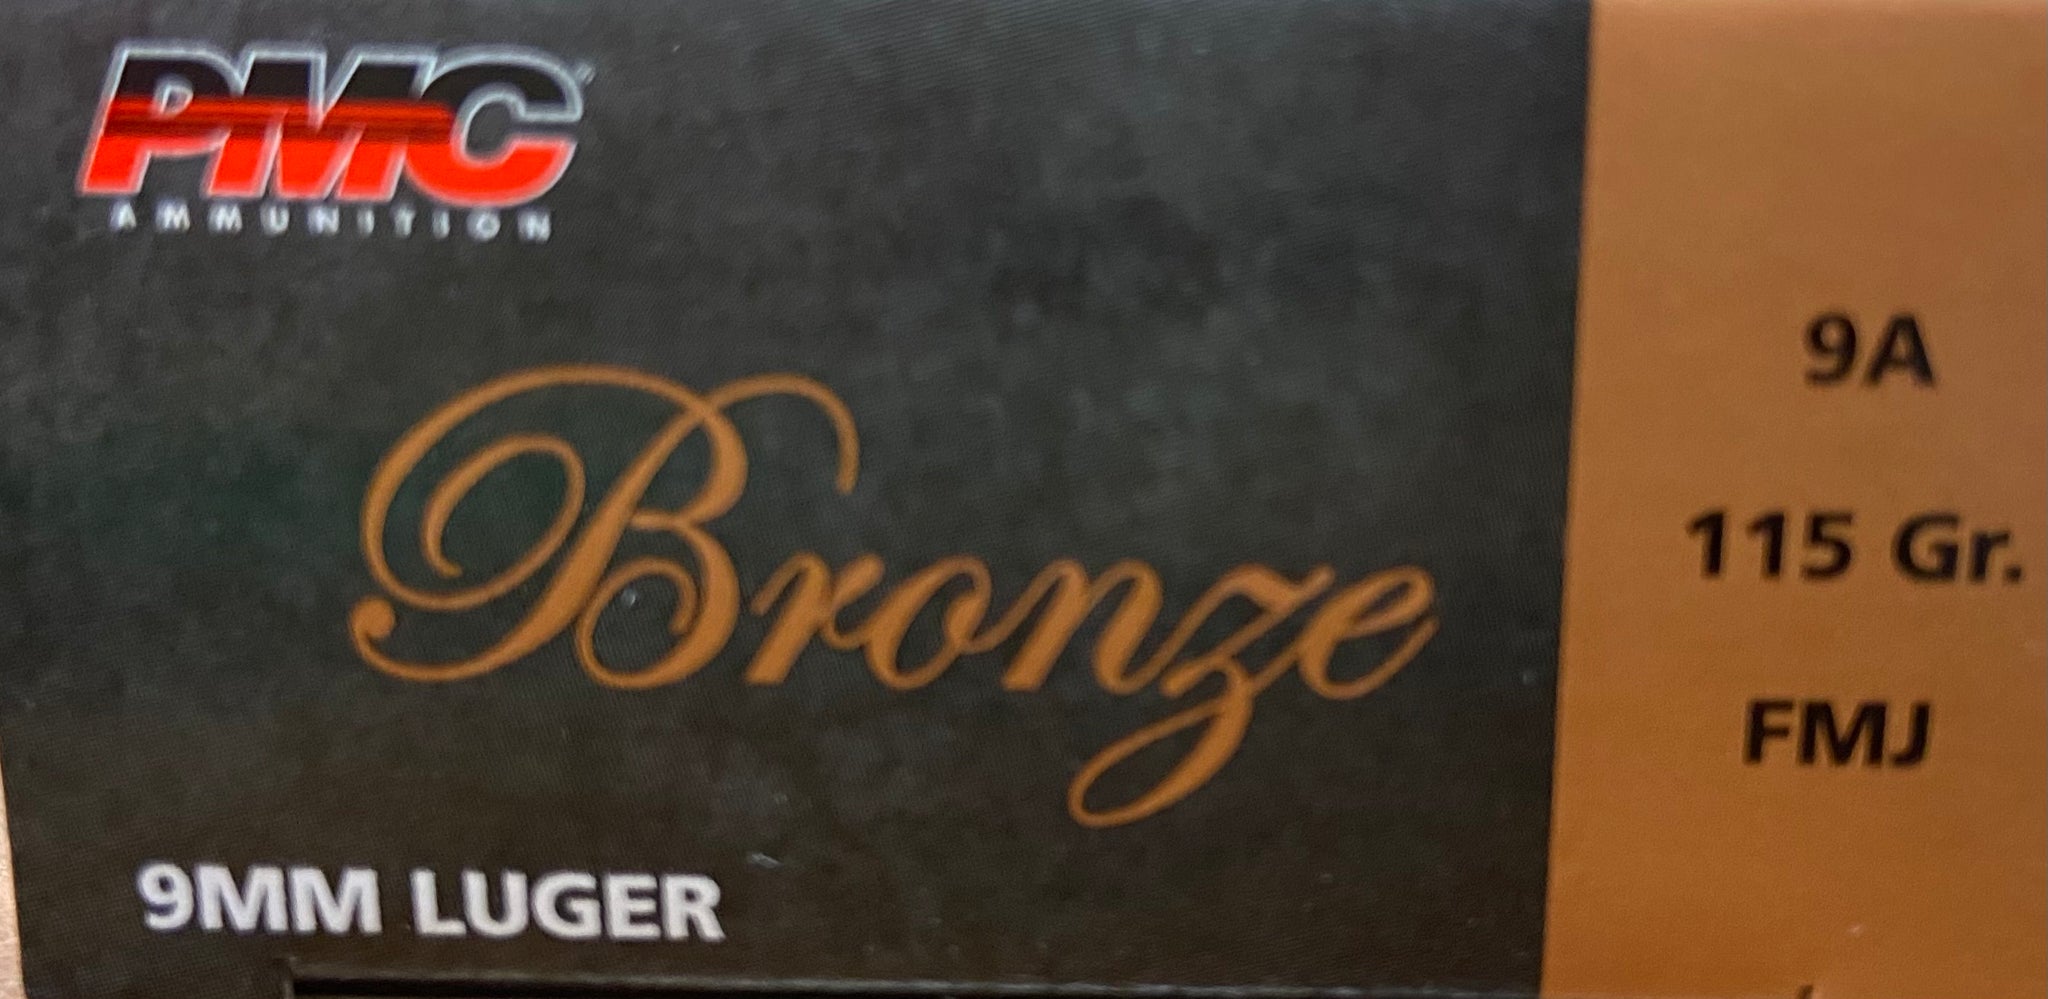 PMC
AMMUNITION
Bronze
9MM LUGER
9A
115 Gr.
FMJ